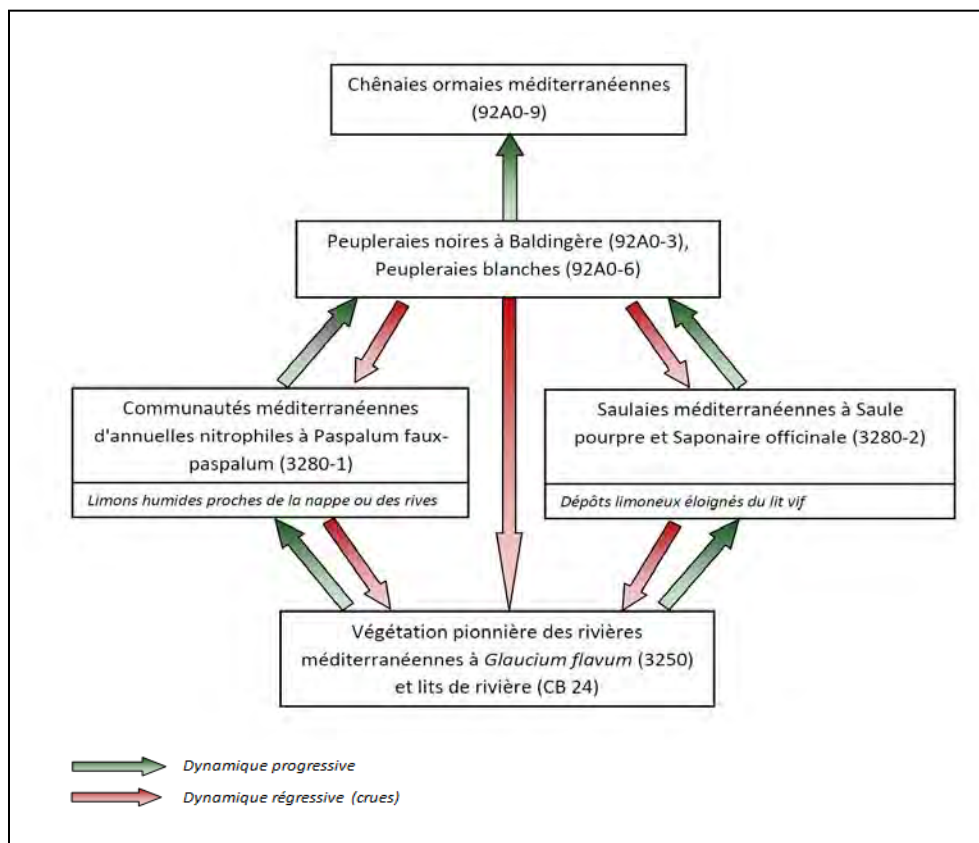 Chênaies ormaies méditerranéennes
(92A0-9)
Peupleraies noires à Baldingère (92A0-3),
Peupleraies blanches (92A0-6)
Communautés méditerranéennes
d'annuelles nitrophiles à Paspalum faux-
paspalum (3280-1)
Limons humides proches de la nappe ou des rives
Saulaies méditerranéennes à Saule
pourpre et Saponaire officinale (3280-2)
Dépôts limoneux éloignés du lit vif
Végétation pionnière des rivières
méditerranéennes à Glaucium flavum (3250)
et lits de rivière (CB 24)
Dynamique progressive
Dynamique régressive (crues)